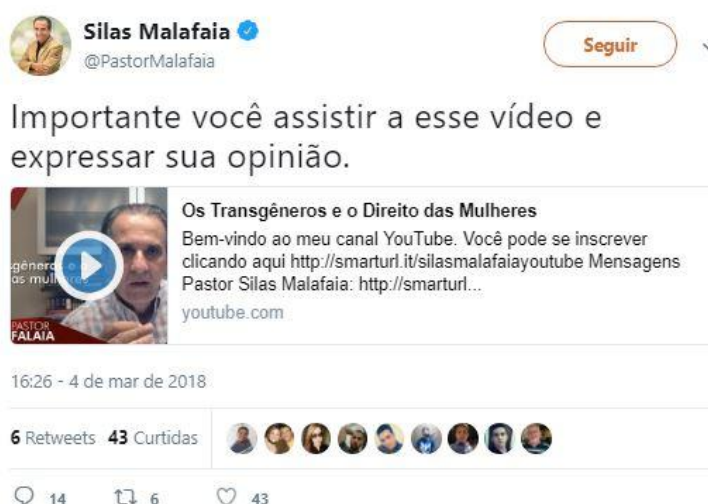 Silas Malafaia
@PastorMalafaia
Seguir
Importante você assistir a esse vídeo e
expressar sua opinião.
gêneros e o
as mulheres
PASTOR
FALAIA
Os Transgêneros e o Direito das Mulheres
Bem-vindo ao meu canal YouTube. Você pode se inscrever
clicando aqui http://smarturl.it/silasmalafaiayoutube Mensagens
Pastor Silas Malafaia: http://smarturl...
youtube.com
16:26 - 4 de mar de 2018
6 Retweets 43 Curtidas
14 6 43